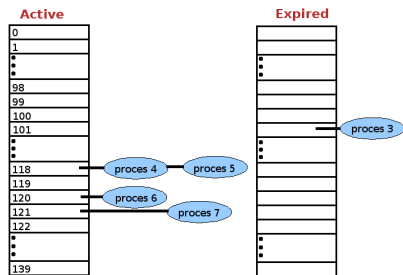 Active
Expired
0
1
98
99
100
101
118
119
120
121
122
139
proces 4
proces 5
proces 6
proces 7
proces 3